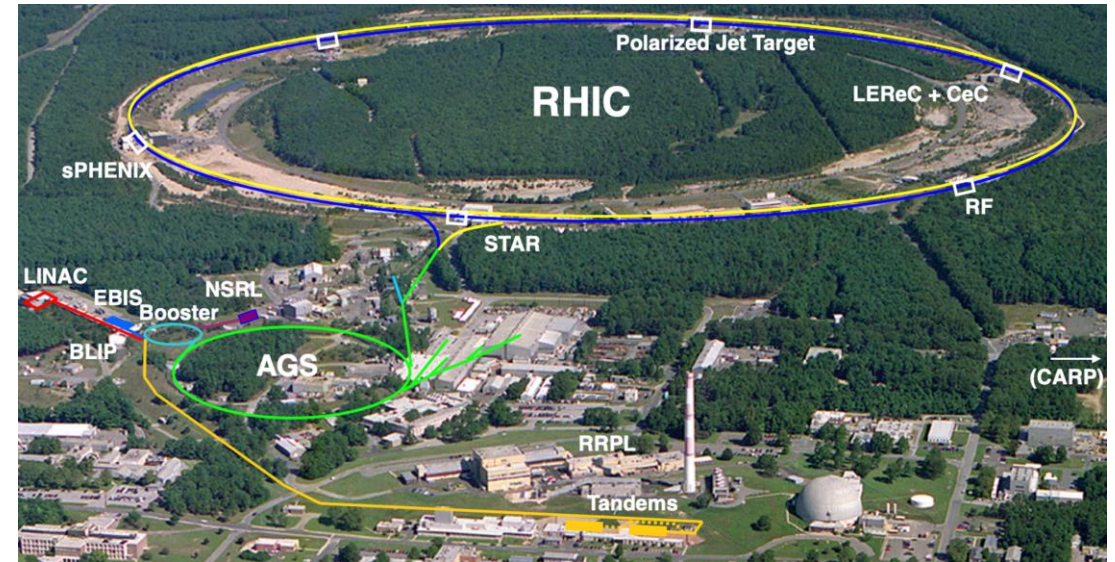 Polarized Jet Target
RHIC
LEReC + CeC
sPHENIX
RF
STAR
LINAC
EBIS
NSRL
Booster
BLIP
AGS
(CARP)
RRPL
Tandems